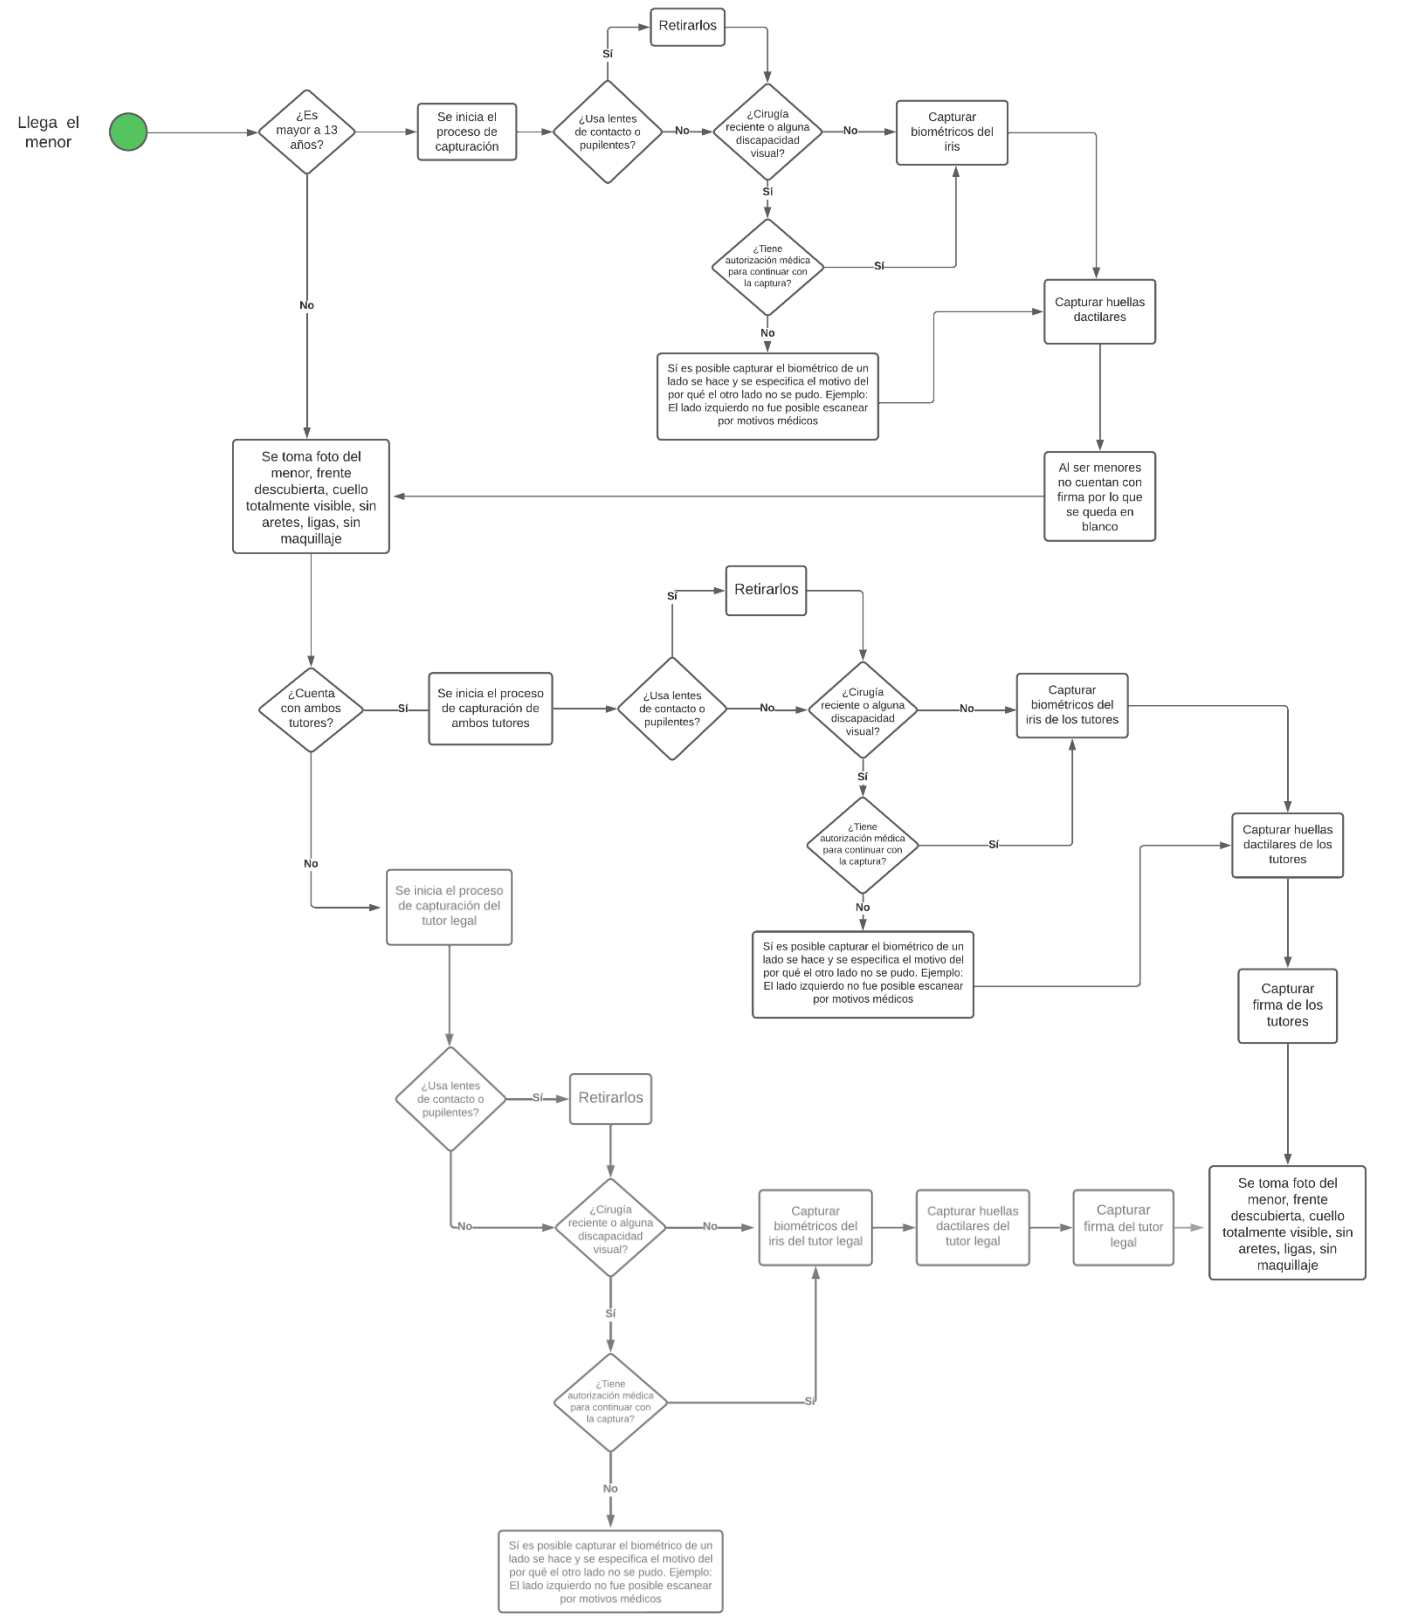 Llega el
menor
¿Es
mayor a 13
años?
Se inicia el
proceso de
capturación
¿Usa lentes
de contacto o
pupilentes?
Sí
Retirarlos
No
¿Cirugía
reciente o alguna
discapacidad
visual?
No
Capturar
biométricos del
iris
Sí
¿Tiene
autorización médica
para continuar con
la captura?
Sí
No
Sí es posible capturar el biométrico de un
lado se hace y se especifica el motivo del
por qué el otro lado no se pudo. Ejemplo:
El lado izquierdo no fue posible escanear
por motivos médicos
Capturar huellas
dactilares
Al ser menores
no cuentan con
firma por lo que
se queda en
blanco
No
Se toma foto del
menor, frente
descubierta, cuello
totalmente visible, sin
aretes, ligas, sin
maquillaje
¿Cuenta
con ambos
tutores?
Sí
Se inicia el proceso
de capturación de
ambos tutores
¿Usa lentes
de contacto o
pupilentes?
Sí
Retirarlos
No
¿Cirugía
reciente o alguna
discapacidad
visual?
No
Capturar
biométricos del
iris de los tutores
Sí
¿Tiene
autorización médica
para continuar con
la captura?
Sí
No
Sí es posible capturar el biométrico de un
lado se hace y se especifica el motivo del
por qué el otro lado no se pudo. Ejemplo:
El lado izquierdo no fue posible escanear
por motivos médicos
Capturar huellas
dactilares de los
tutores
Capturar
firma de los
tutores
No
Se inicia el proceso
de capturación del
tutor legal
¿Usa lentes
de contacto o
pupilentes?
Sí
Retirarlos
No
¿Cirugía
reciente o alguna
discapacidad
visual?
No
Capturar
biométricos del
iris del tutor legal
Capturar huellas
dactilares del
tutor legal
Capturar
firma del tutor
legal
Se toma foto del
menor, frente
descubierta, cuello
totalmente visible, sin
aretes, ligas, sin
maquillaje
Sí
¿Tiene
autorización médica
para continuar con
la captura?
Sí
No
Sí es posible capturar el biométrico de un
lado se hace y se especifica el motivo del
por qué el otro lado no se pudo. Ejemplo:
El lado izquierdo no fue posible escanear
por motivos médicos